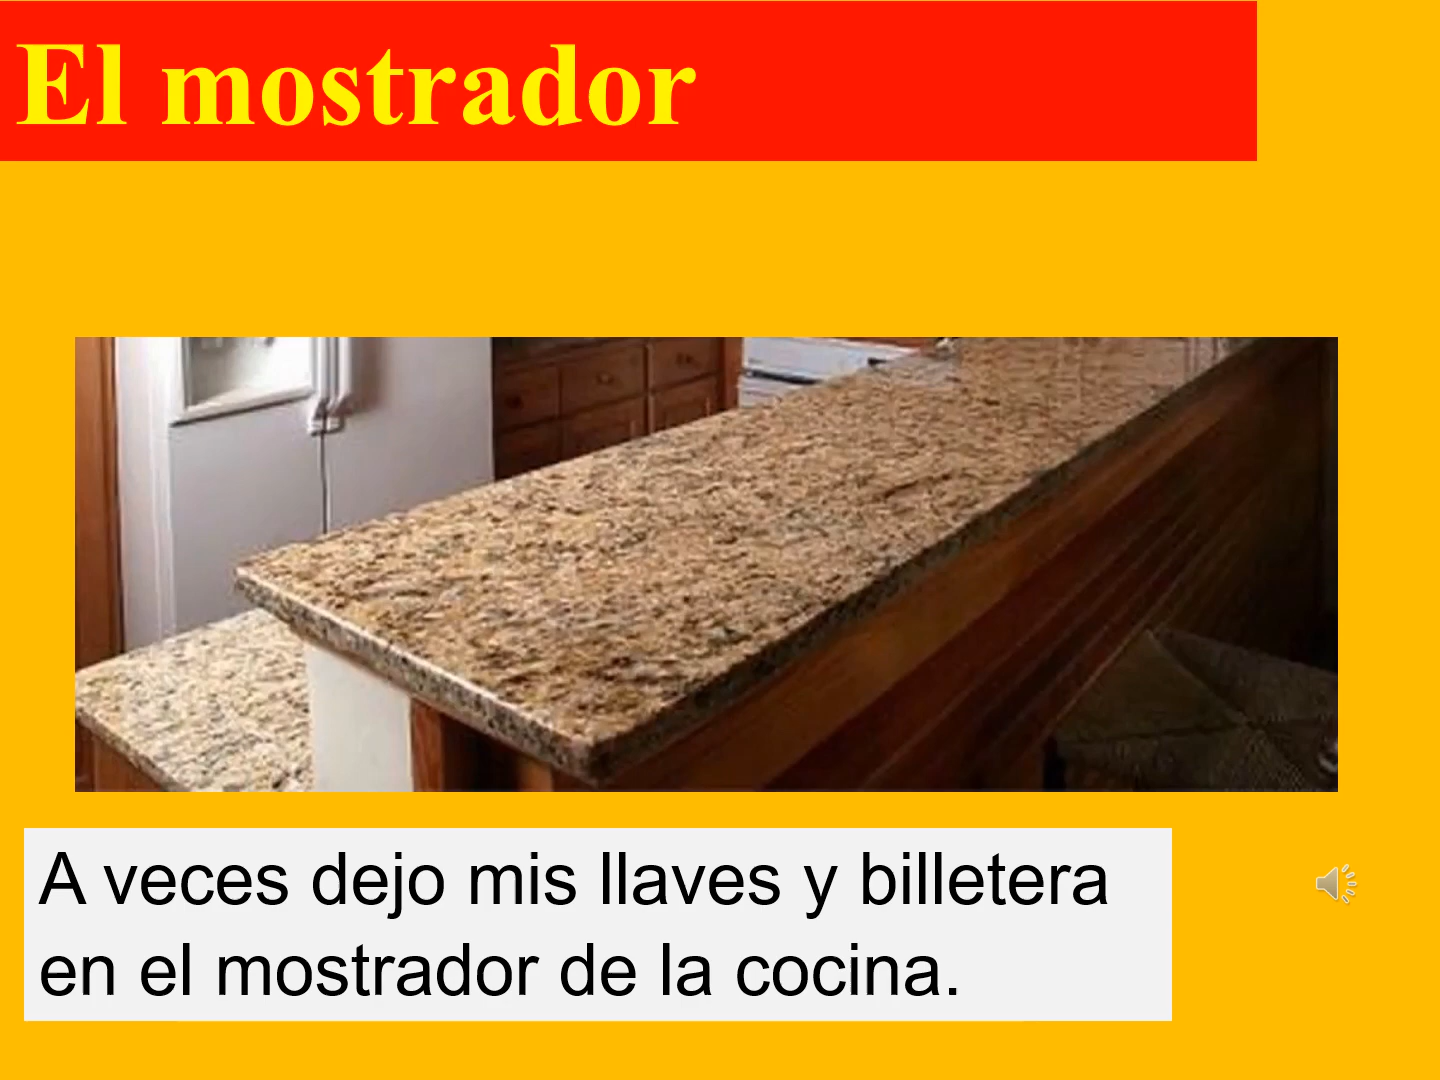 El mostrador
A veces dejo mis llaves y billetera
en el mostrador de la cocina.